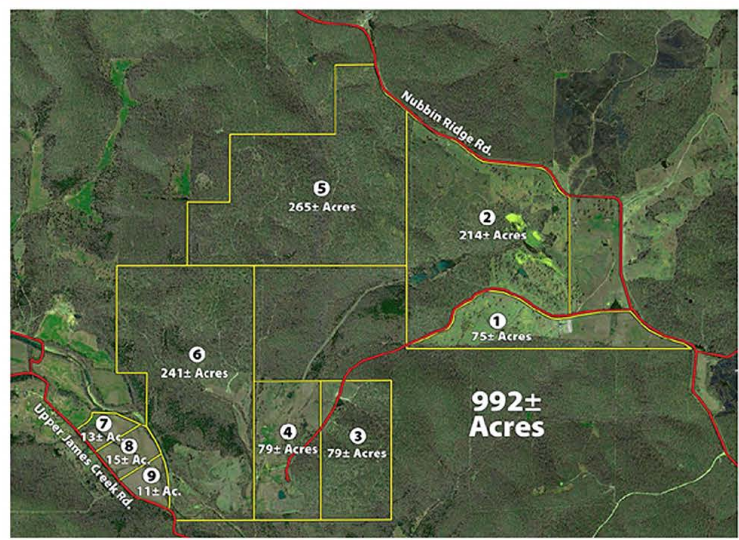 Nubbin Ridge Rd.
5
265± Acres
2
214± Acres
1
75± Acres
6
241± Acres
992±
Acres
7
13± Ac.
8
15± Ac.
9
11± Ac.
4
79± Acres
3
79± Acres
Upper James Creek Rd.